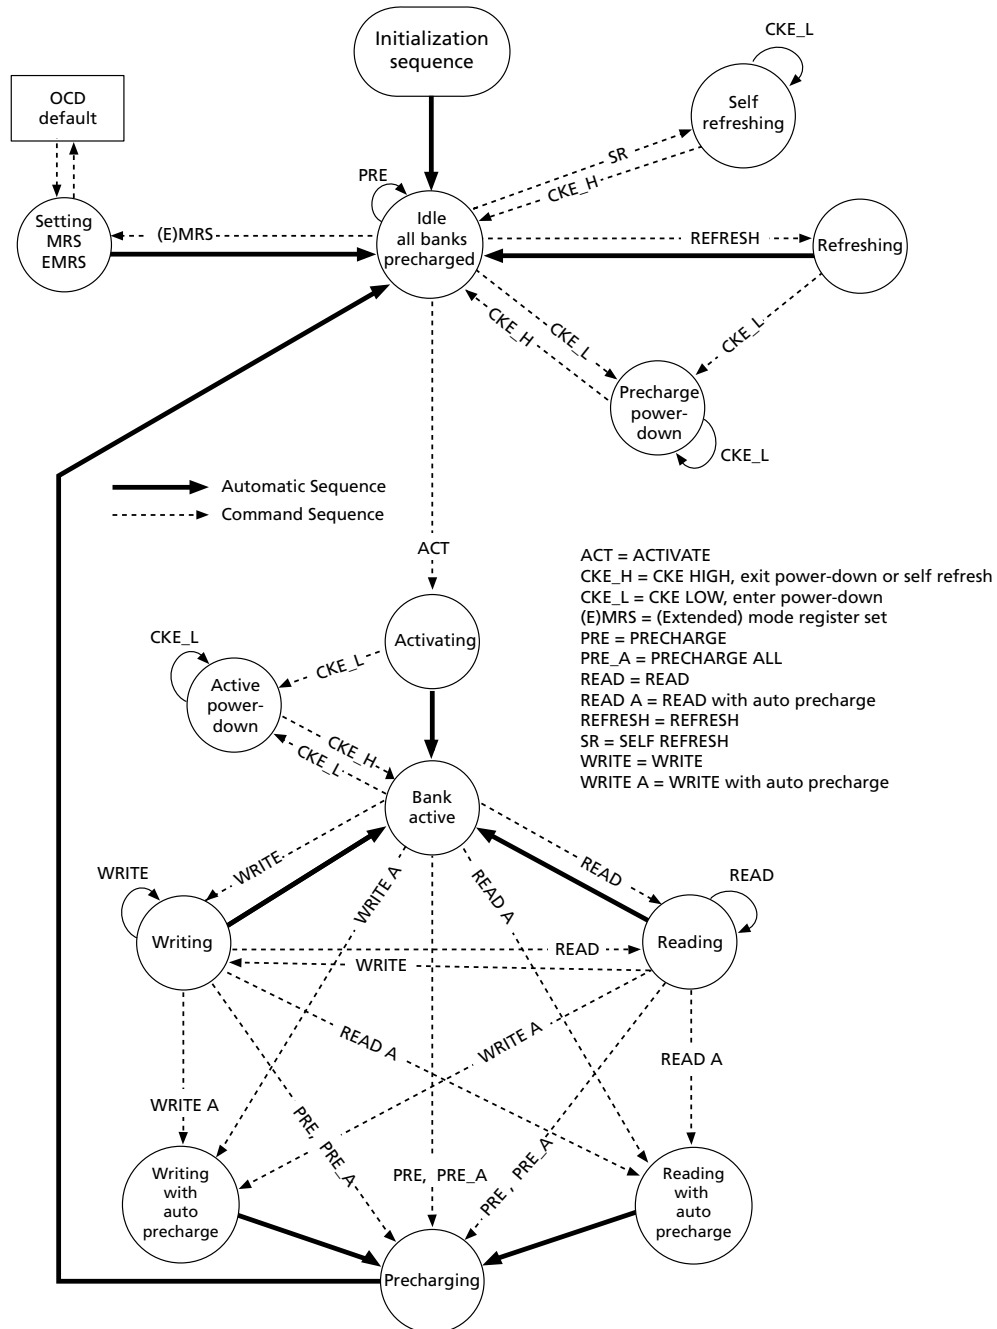 Initialization
sequence
CKE_L
OCD
default
Self
refreshing
SR
CKE_H
PRE
Setting
MRS
EMRS
(E)MRS
Idle
all banks
precharged
REFRESH
Refreshing
CKE_H
CKE_L
CKE_L
Precharge
power-
down
CKE_L
Automatic Sequence
Command Sequence
ACT
ACT = ACTIVATE
CKE_H = CKE HIGH, exit power-down or self refresh
CKE_L = CKE LOW, enter power-down
(E)MRS = (Extended) mode register set
PRE = PRECHARGE
PRE_A = PRECHARGE ALL
READ = READ
READ A = READ with auto precharge
REFRESH = REFRESH
SR = SELF REFRESH
WRITE = WRITE
WRITE A = WRITE with auto precharge
CKE_L
Activating
CKE_L
Active
power-
down
CKE_H
CKE_L
Bank
active
WRITE
WRITE
WRITE A
READ A
READ
READ
Writing
READ
WRITE
Reading
READ A
WRITE A
READ A
WRITE A
PRE, PRE_A
PRE, PRE_A
PRE , PRE_A
Writing
with
auto
precharge
Reading
with
auto
precharge
Precharging